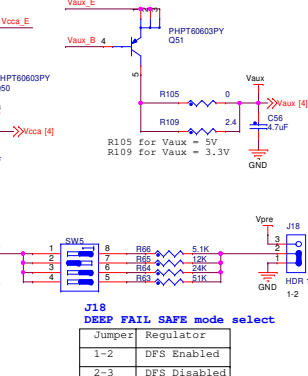 Vaux_E
Vcca_E
PHPT60603PY
Q51
Vaux_B 4
5
HPT60603PY
Q50
Vcca [4]
R105 0
R109 2.4
Vaux
Vaux [4]
C56
4.7uF
GND
R105 for Vaux = 5V
R109 for Vaux = 3.3V
SW5
1 8 R66 5.1K
2 7 R65 12K
3 6 R64 24K
4 5 R63 51K
Vpre
J18
3
2
1
GND
HDR 1
1-2
J18
DEEP FAIL SAFE mode select
Jumper Regulator
1-2 DFS Enabled
2-3 DFS Disabled